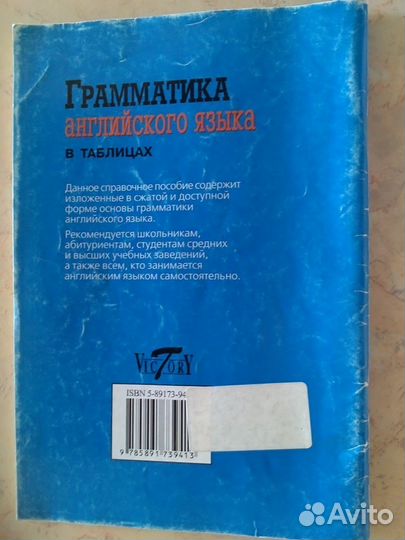 ГРАММАТИКА
АНГЛИЙСКОГО ЯЗЫКА
В ТАБЛИЦАХ
Данное справочное пособие содержит
изложенные в сжатой и доступной
форме основы грамматики
английского языка.
Рекомендуется школьникам,
абитуриентам, студентам средних
и высших учебных заведений,
а также всем, кто занимается
английским языком самостоятельно.
VICTORY
ISBN 5-89173-94
9 785891 739413
Avito